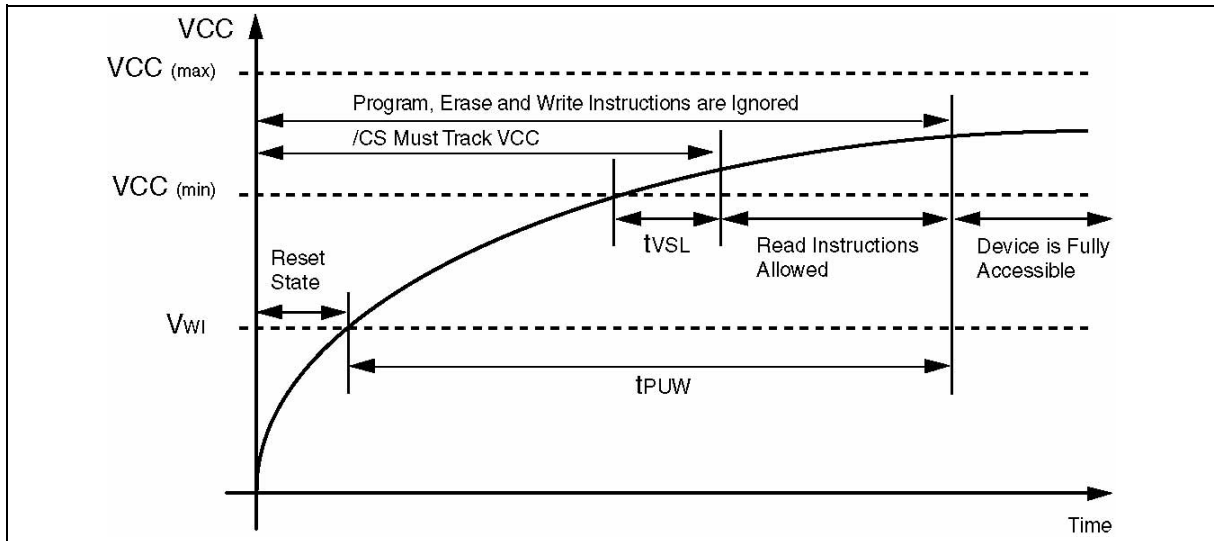 VCC
VCC (max)
Program, Erase and Write Instructions are Ignored
/CS Must Track VCC
VCC (min)
tVSL
Read Instructions
Allowed
Device is Fully
Accessible
Reset
State
VWI
tPUW
Time